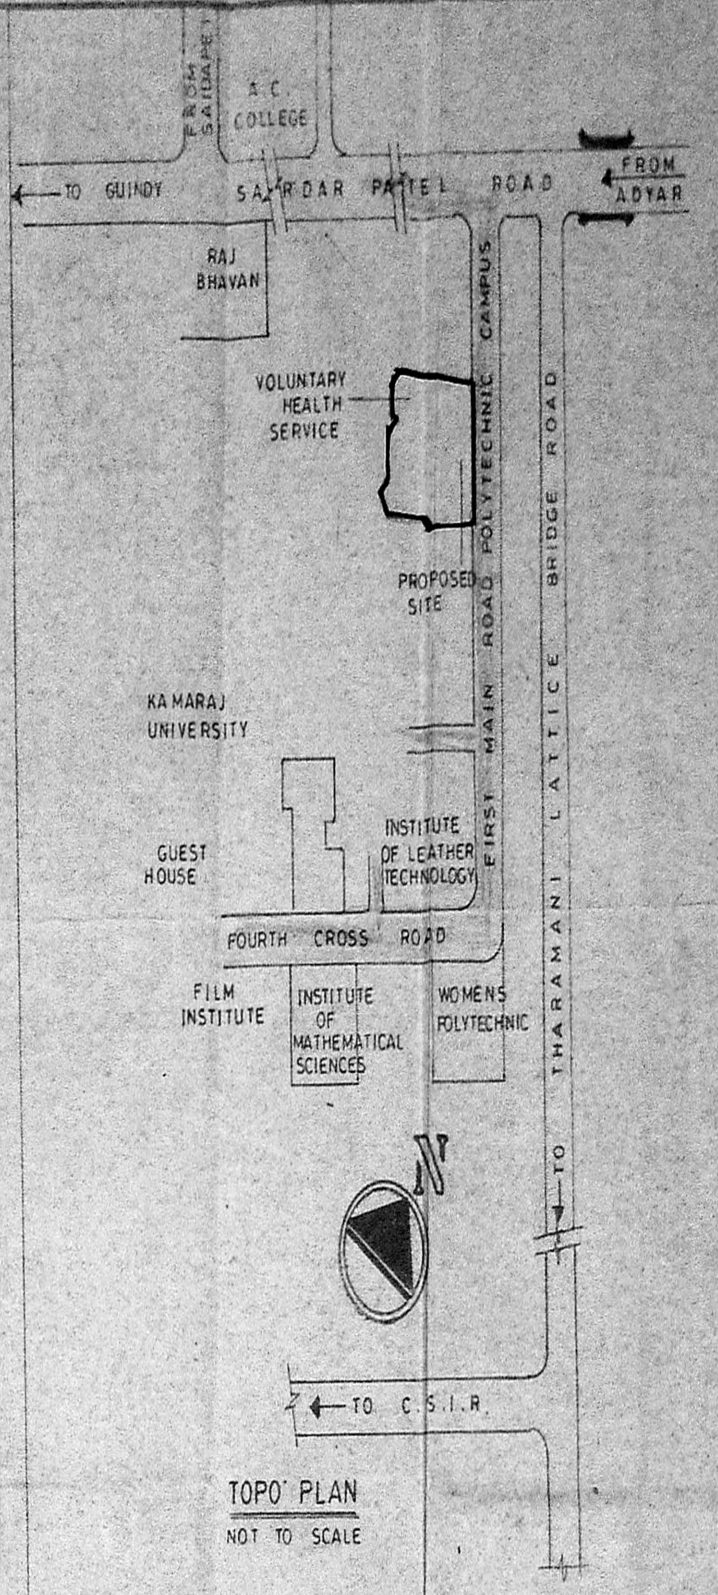 FROM
SAIDAPET
A.C.
COLLEGE
TO GUINDY
SARDAR PATEL ROAD
FROM
ADYAR
RAJ
BHAVAN
VOLUNTARY
HEALTH
SERVICE
PROPOSED
SITE
FIRST MAIN ROAD POLYTECHNIC CAMPUS
TO THARAMANI LATTICE BRIDGE ROAD
KAMARAJ
UNIVERSITY
GUEST
HOUSE
INSTITUTE
OF LEATHER
TECHNOLOGY
FOURTH CROSS ROAD
FILM
INSTITUTE
INSTITUTE
OF
MATHEMATICAL
SCIENCES
WOMENS
POLYTECHNIC
N
TO C.S.I.R.
TOPO PLAN
NOT TO SCALE